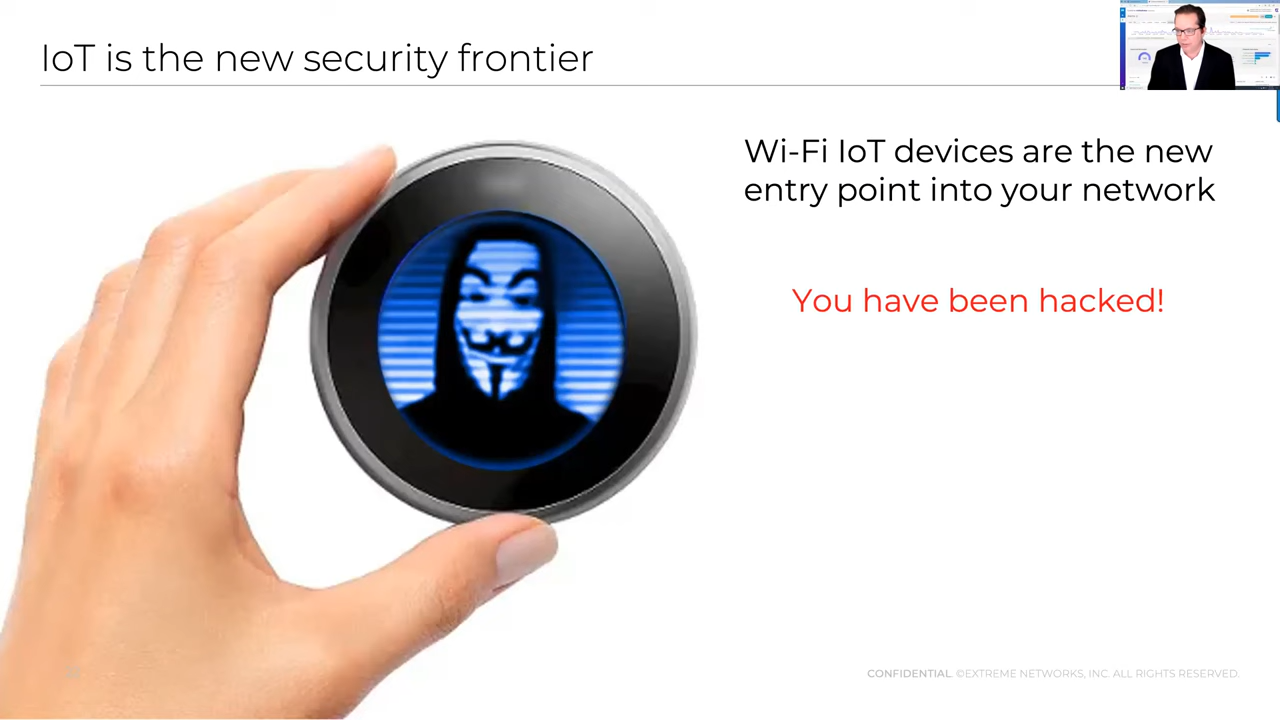 IoT is the new security frontier
Wi-Fi IoT devices are the new
entry point into your network
You have been hacked!
CONFIDENTIAL. ©EXTREME NETWORKS, INC. ALL RIGHTS RESERVED.